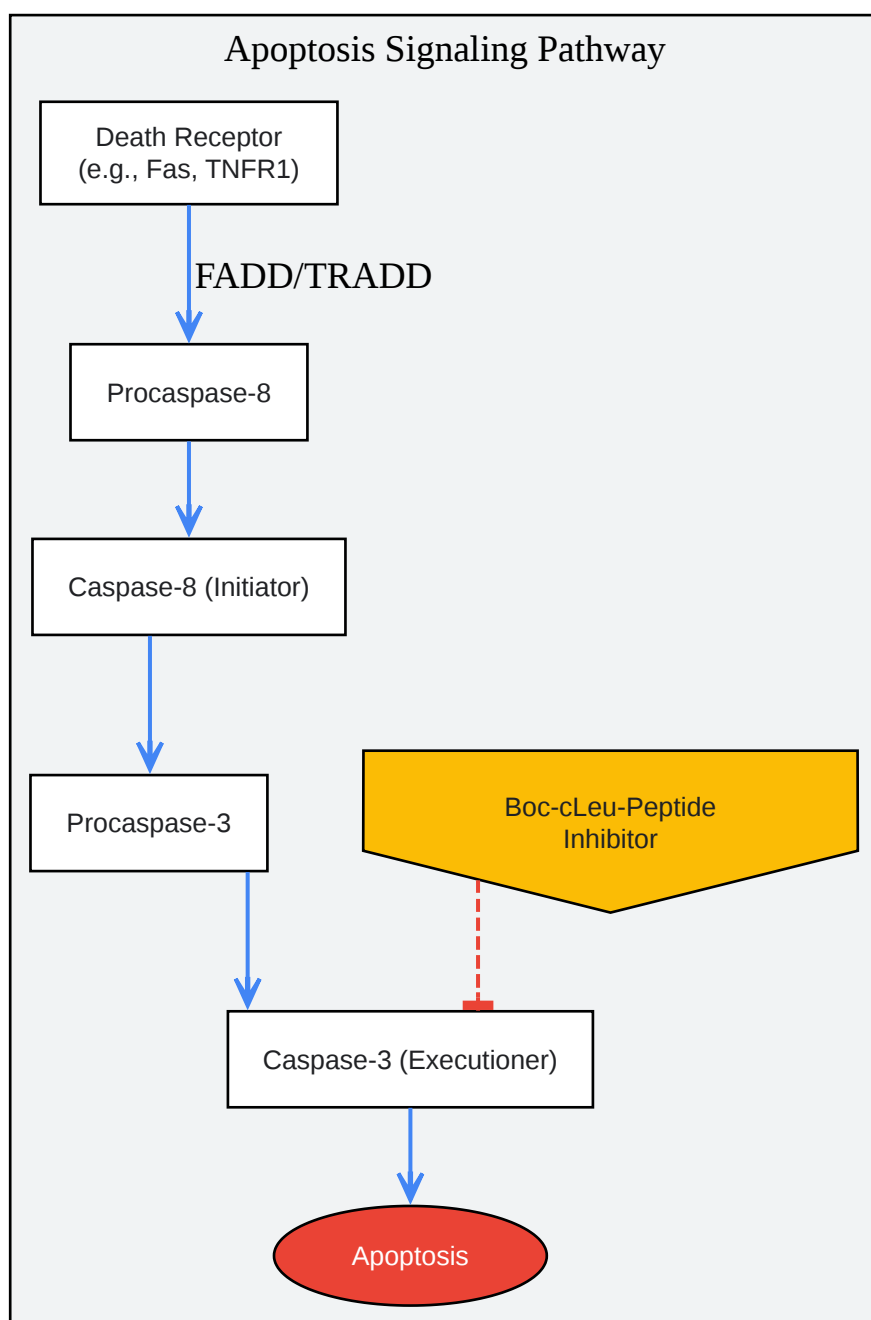 Apoptosis Signaling Pathway
Death Receptor
(e.g., Fas, TNFR1)
FADD/TRADD
Procaspase-8
Caspase-8 (Initiator)
Procaspase-3
Boc-cLeu-Peptide
Inhibitor
Caspase-3 (Executioner)
Apoptosis